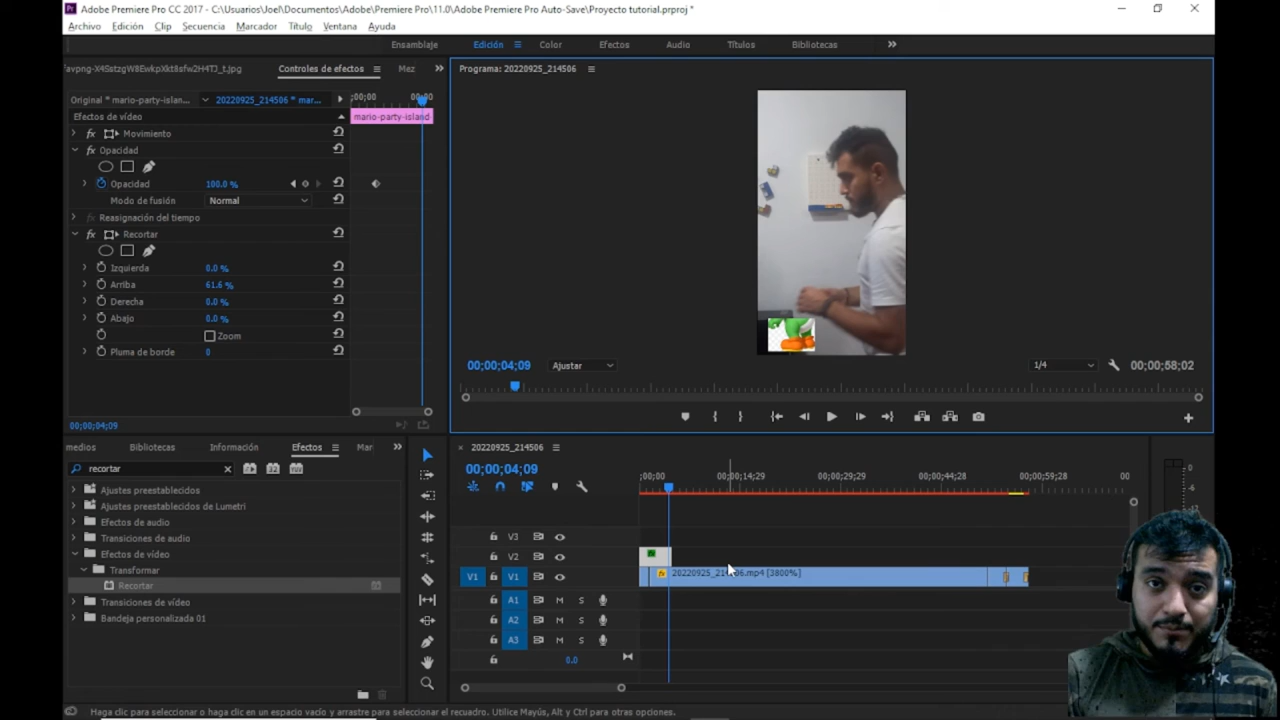 Adobe Premiere Pro CC 2017 - C:\Usuarios\Joel\Documentos\Adobe\Premiere Pro\11.0\Adobe Premiere Pro Auto-Save\Proyecto tutorial.prproj *
Archivo Edición Clip Secuencia Marcador Título Ventana Ayuda
Ensamblaje Edición Color Efectos Audio Títulos Bibliotecas
Controles de efectos Mez
Programa: 20220925_214506
Original * mario-party-islan... 20220925_214506 * mar... ;00;00 00;00
Efectos de vídeo mario-party-island
fx Movimiento
fx Opacidad
Opacidad 100.0 %
Modo de fusión Normal
fx Reasignación del tiempo
fx Recortar
Izquierda 0.0 %
Arriba 61.6 %
Derecha 0.0 %
Abajo 0.0 %
Zoom
Pluma de borde 0
00;00;04;09
00;00;04;09 Ajustar 1/4 00;00;58;02
medios Bibliotecas Información Efectos Mar
recortar
Ajustes preestablecidos
Ajustes preestablecidos de Lumetri
Efectos de audio
Transiciones de audio
Efectos de vídeo
Transformar
Recortar
Transiciones de vídeo
Bandeja personalizada 01
20220925_214506
00;00;04;09
;00;00 00;00;14;29 00;00;29;29 00;00;44;28 00;00;59;28 00
V3
V2
V1 V1 fx
A1 M S
A2 M S
A3 M S
0.0
0
-6
Haga clic para seleccionar o haga clic en un espacio vacío y arrastre para seleccionar el recuadro. Utilice Mayús, Alt y Ctrl para otras opciones.